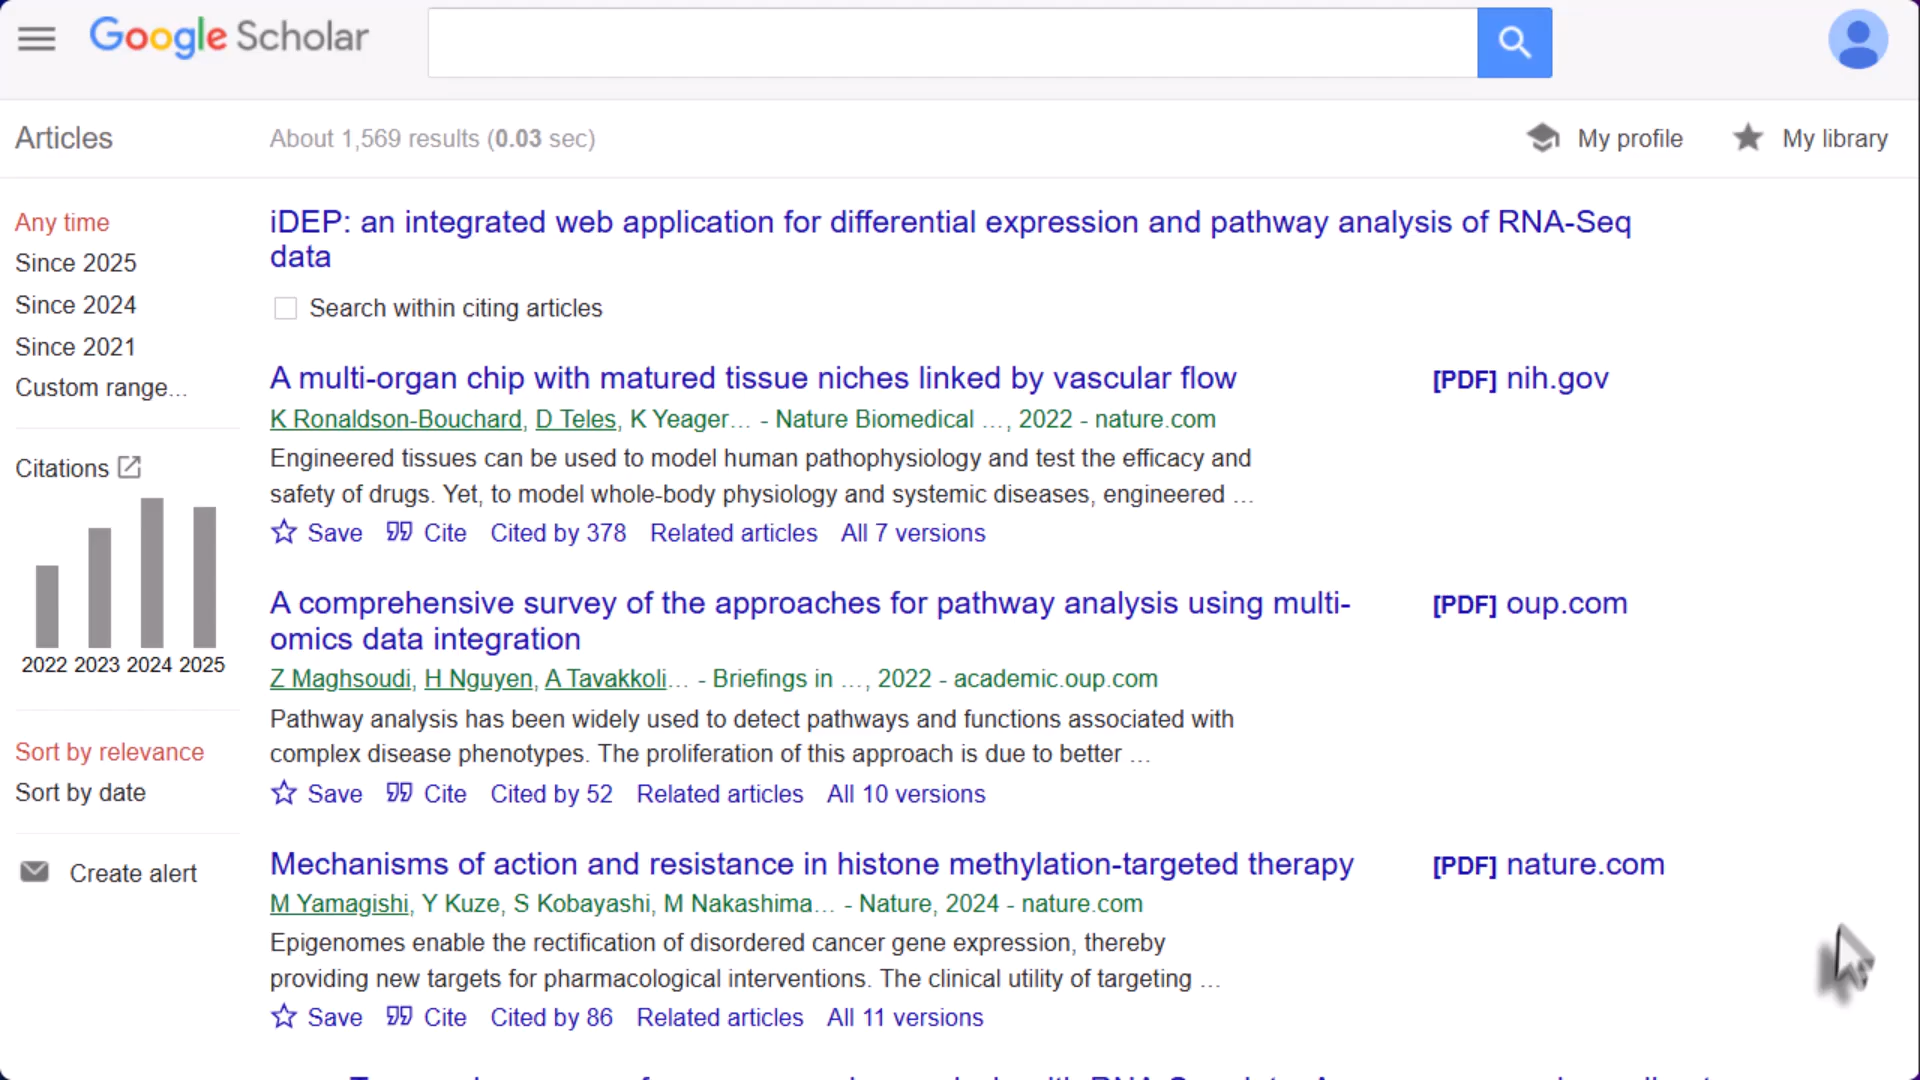 Google Scholar
Articles
About 1,569 results (0.03 sec)
My profile
My library
Any time
Since 2025
Since 2024
Since 2021
Custom range...
Citations
2022 2023 2024 2025
Sort by relevance
Sort by date
Create alert
iDEP: an integrated web application for differential expression and pathway analysis of RNA-Seq
data
Search within citing articles
A multi-organ chip with matured tissue niches linked by vascular flow
[PDF] nih.gov
K Ronaldson-Bouchard, D Teles, K Yeager… - Nature Biomedical …, 2022 - nature.com
Engineered tissues can be used to model human pathophysiology and test the efficacy and
safety of drugs. Yet, to model whole-body physiology and systemic diseases, engineered …
Save Cite Cited by 378 Related articles All 7 versions
A comprehensive survey of the approaches for pathway analysis using multi-
omics data integration
[PDF] oup.com
Z Maghsoudi, H Nguyen, A Tavakkoli… - Briefings in …, 2022 - academic.oup.com
Pathway analysis has been widely used to detect pathways and functions associated with
complex disease phenotypes. The proliferation of this approach is due to better …
Save Cite Cited by 52 Related articles All 10 versions
Mechanisms of action and resistance in histone methylation-targeted therapy
[PDF] nature.com
M Yamagishi, Y Kuze, S Kobayashi, M Nakashima… - Nature, 2024 - nature.com
Epigenomes enable the rectification of disordered cancer gene expression, thereby
providing new targets for pharmacological interventions. The clinical utility of targeting …
Save Cite Cited by 86 Related articles All 11 versions